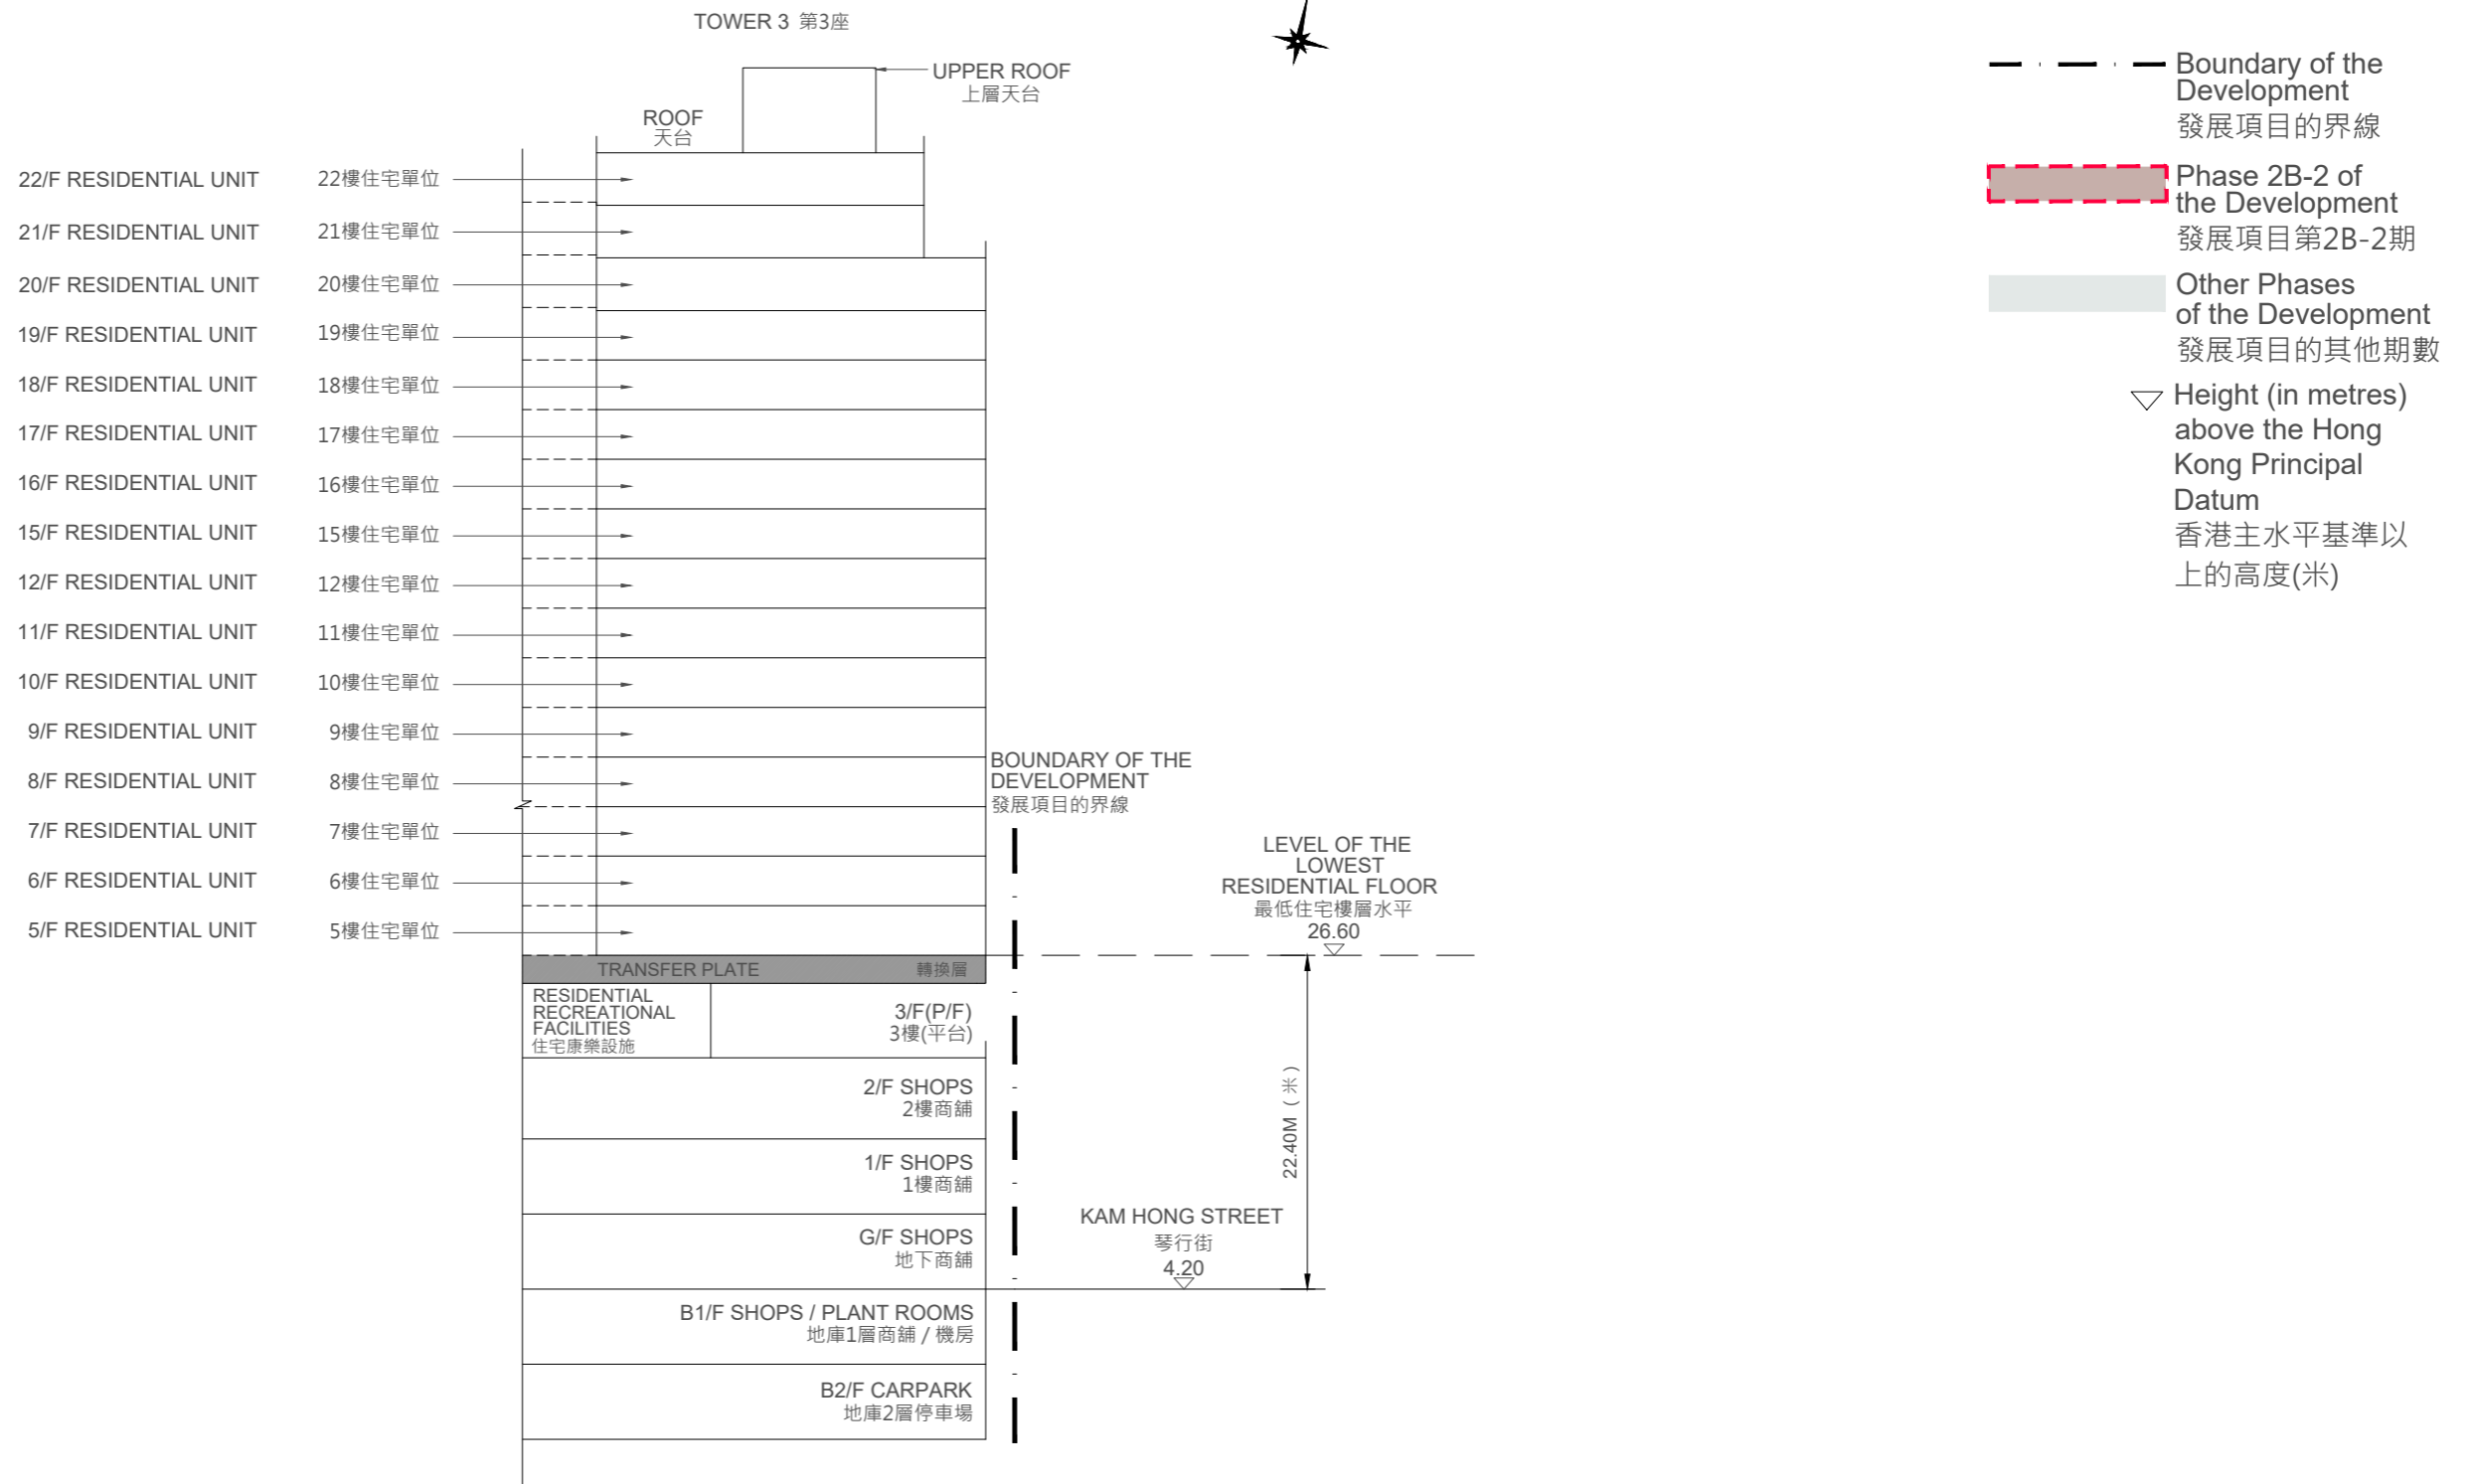 TOWER 3 第3座
UPPER ROOF
上層天台
ROOF
天台
22/F RESIDENTIAL UNIT 22樓住宅單位
21/F RESIDENTIAL UNIT 21樓住宅單位
20/F RESIDENTIAL UNIT 20樓住宅單位
19/F RESIDENTIAL UNIT 19樓住宅單位
18/F RESIDENTIAL UNIT 18樓住宅單位
17/F RESIDENTIAL UNIT 17樓住宅單位
16/F RESIDENTIAL UNIT 16樓住宅單位
15/F RESIDENTIAL UNIT 15樓住宅單位
12/F RESIDENTIAL UNIT 12樓住宅單位
11/F RESIDENTIAL UNIT 11樓住宅單位
10/F RESIDENTIAL UNIT 10樓住宅單位
9/F RESIDENTIAL UNIT 9樓住宅單位
8/F RESIDENTIAL UNIT 8樓住宅單位
7/F RESIDENTIAL UNIT 7樓住宅單位
6/F RESIDENTIAL UNIT 6樓住宅單位
5/F RESIDENTIAL UNIT 5樓住宅單位
BOUNDARY OF THE
DEVELOPMENT
發展項目的界線
LEVEL OF THE
LOWEST
RESIDENTIAL FLOOR
最低住宅樓層水平
26.60
TRANSFER PLATE 轉換層
RESIDENTIAL
RECREATIONAL
FACILITIES
住宅康樂設施
3/F(P/F)
3樓(平台)
2/F SHOPS
2樓商舖
1/F SHOPS
1樓商舖
G/F SHOPS
地下商舖
B1/F SHOPS / PLANT ROOMS
地庫1層商舖 / 機房
B2/F CARPARK
地庫2層停車場
22.40M (米)
KAM HONG STREET
琴行街
4.20
Boundary of the
Development
發展項目的界線
Phase 2B-2 of
the Development
發展項目第2B-2期
Other Phases
of the Development
發展項目的其他期數
Height (in metres)
above the Hong
Kong Principal
Datum
香港主水平基準以
上的高度(米)